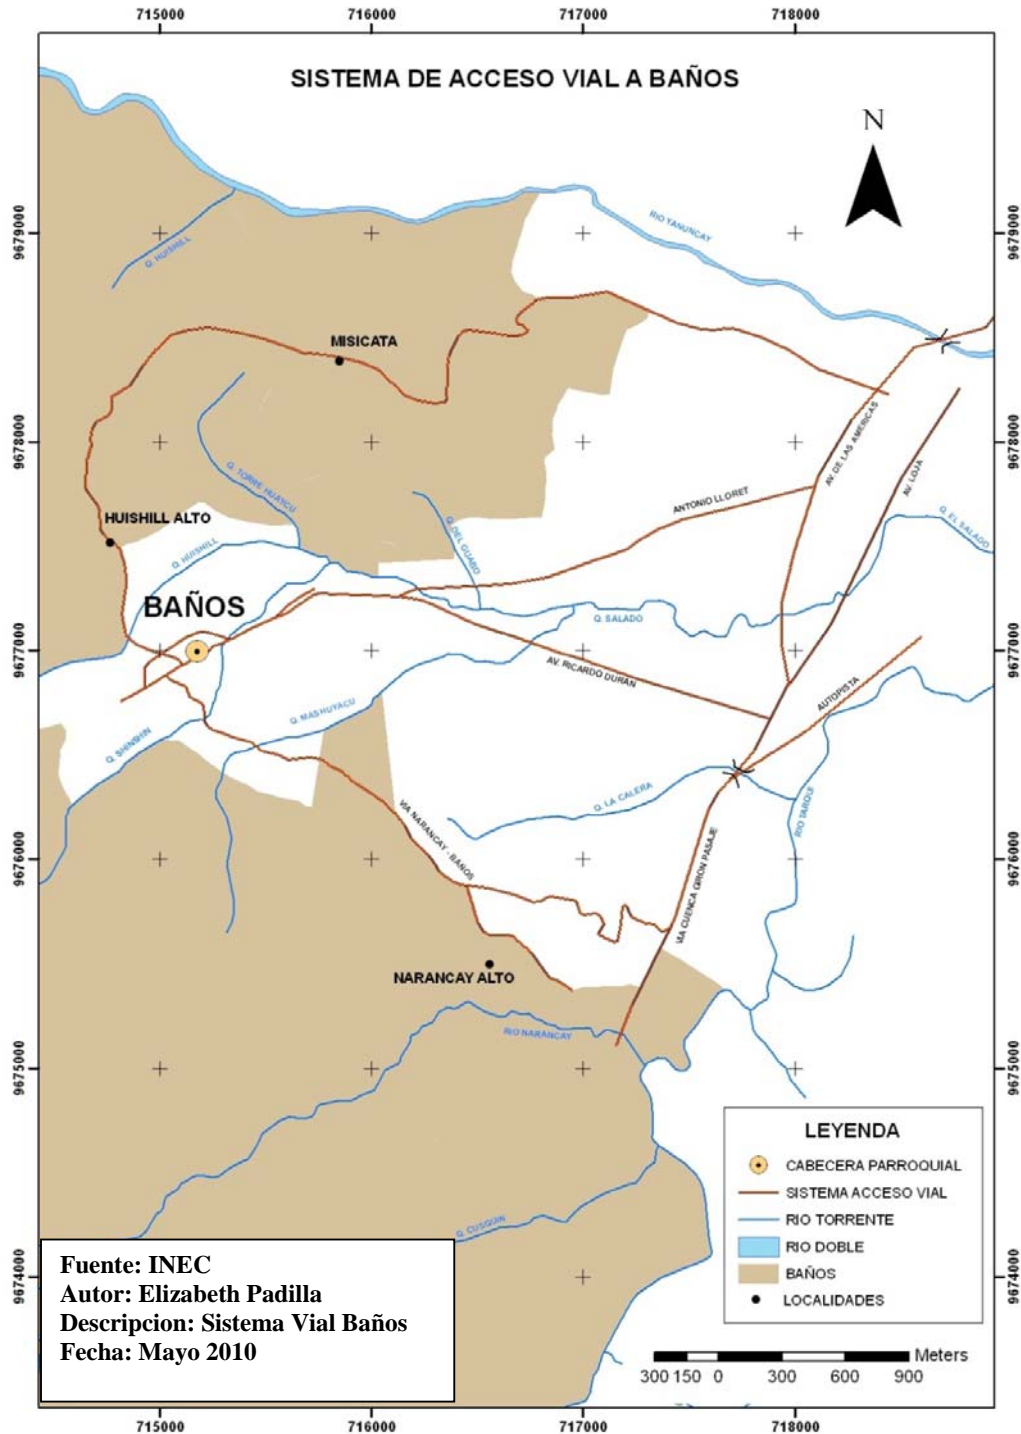 715000
716000
717000
718000
SISTEMA DE ACCESO VIAL A BAÑOS
N
RIO YANUNCAY
9679000
9679000
Q. HUISHILL
MISICATA
AV. DE LAS AMERICAS
9678000
9678000
Q. TORRE HUAYCU
ANTONIO LLORET
AV. LOJA
HUISHILL ALTO
Q. DEL GUABO
Q. EL SALADO
Q. HUISHILL
BAÑOS
Q. SALADO
9677000
9677000
AV. RICARDO DURAN
AUTOPISTA
Q. MASHUYACU
Q. SHINSHIN
Q. LA CALERA
RIO TARQUI
VIA NARANCAY - BAÑOS
VIA CUENCA GIRON PASAJE
9676000
9676000
NARANCAY ALTO
RIO NARANCAY
9675000
9675000
Q. CUSQUIN
9674000
9674000
LEYENDA
CABECERA PARROQUIAL
SISTEMA ACCESO VIAL
RIO TORRENTE
RIO DOBLE
BAÑOS
LOCALIDADES
Fuente: INEC
Autor: Elizabeth Padilla
Descripcion: Sistema Vial Baños
Fecha: Mayo 2010
Meters
300 150 0 300 600 900
715000
716000
717000
718000